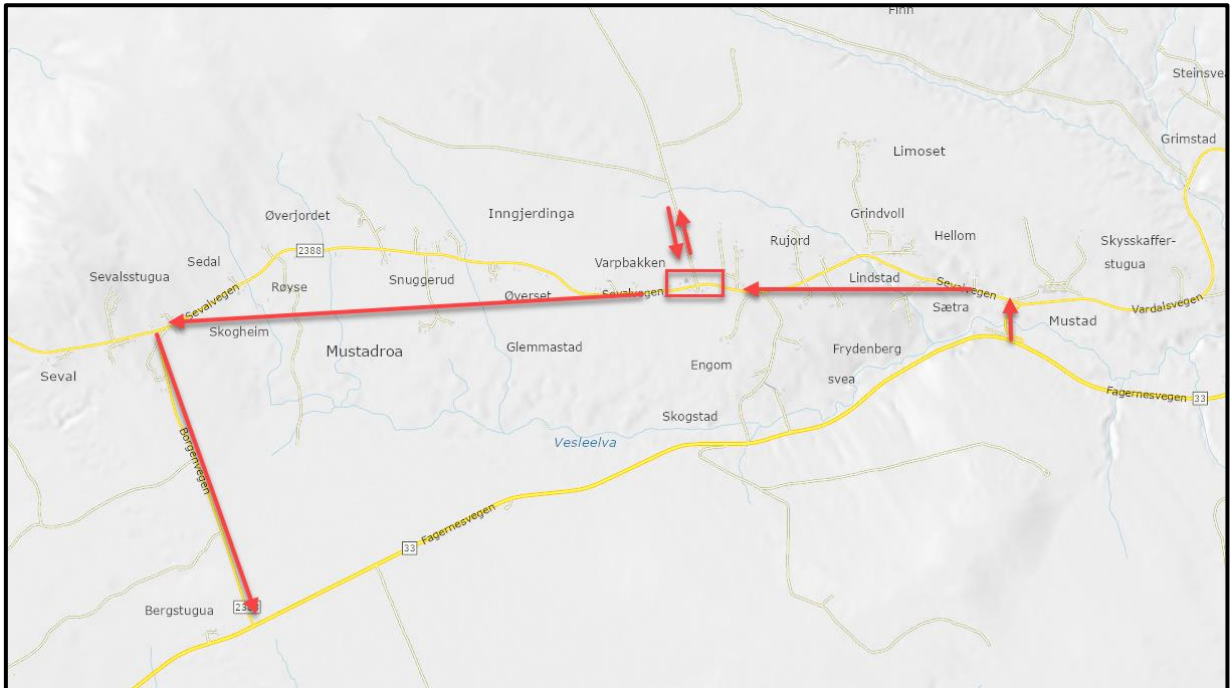 Finn
Steinsve
Grimstad
Limoset
Øverjordet
Inngjerdinga
Grindvoll
2388
Rujord
Hellom
Skysskaffer-
stugua
Sedal
Varpbakken
Sevalsstugua
Snuggerud
Røyse
Lindstad
Sevalvegen
Øverset
Sevalvegen
Sevalvegen
Sætra
Vardalsvegen
Mustad
Skogheim
Mustadroa
Glemmastad
Frydenberg
Engom
Seval
svea
Fagernesvegen
33
Skogstad
Borgenvegen
Vesleelva
Fagernesvegen
33
Bergstugua